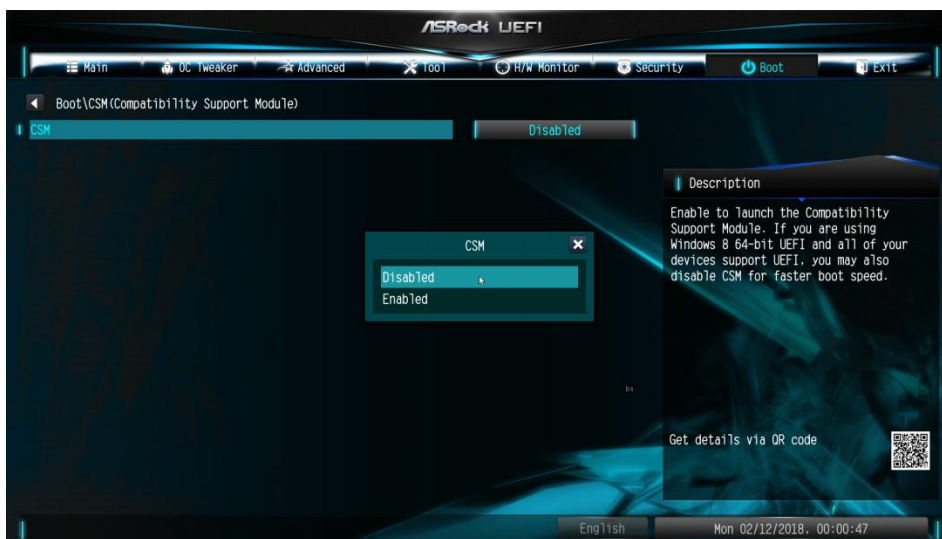 ASRock UEFI
Main
OC Tweaker
Advanced
Tool
H/W Monitor
Security
Boot
Exit
Boot\CSM(Compatibility Support Module)
CSM
Disabled
Description
Enable to launch the Compatibility
Support Module. If you are using
Windows 8 64-bit UEFI and all of your
devices support UEFI, you may also
disable CSM for faster boot speed.
CSM
Disabled
Enabled
D4
Get details via QR code
English
Mon 02/12/2018. 00:00:47